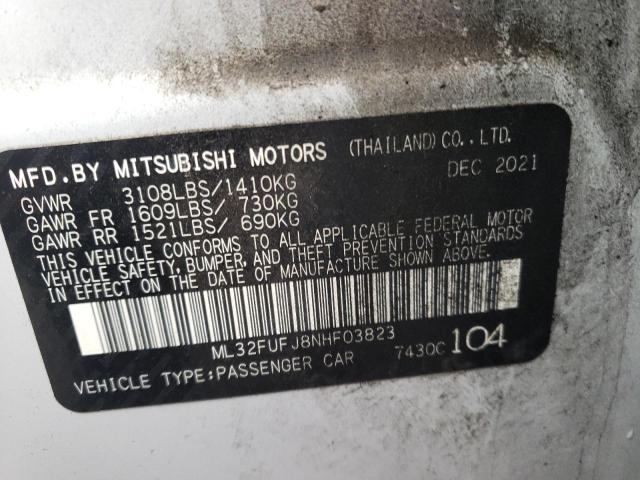 MFD.BY MITSUBISHI MOTORS (THAILAND) CO.,LTD.
DEC 2021
GVWR 3108LBS/1410KG
GAWR FR 1609LBS/ 730KG
GAWR RR 1521LBS/ 690KG
THIS VEHICLE CONFORMS TO ALL APPLICABLE FEDERAL MOTOR
VEHICLE SAFETY, BUMPER, AND THEFT PREVENTION STANDARDS
IN EFFECT ON THE DATE OF MANUFACTURE SHOWN ABOVE.
ML32FUFJ8NHF03823
VEHICLE TYPE:PASSENGER CAR 7430C 104